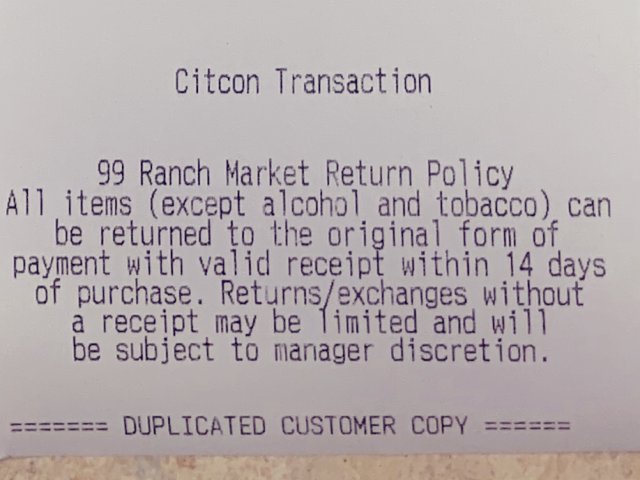 Citcon Transaction
99 Ranch Market Return Policy
All items (except alcohol and tobacco) can
be returned to the original form of
payment with valid receipt within 14 days
of purchase. Returns/exchanges without
a receipt may be limited and will
be subject to manager discretion.
======= DUPLICATED CUSTOMER COPY ======